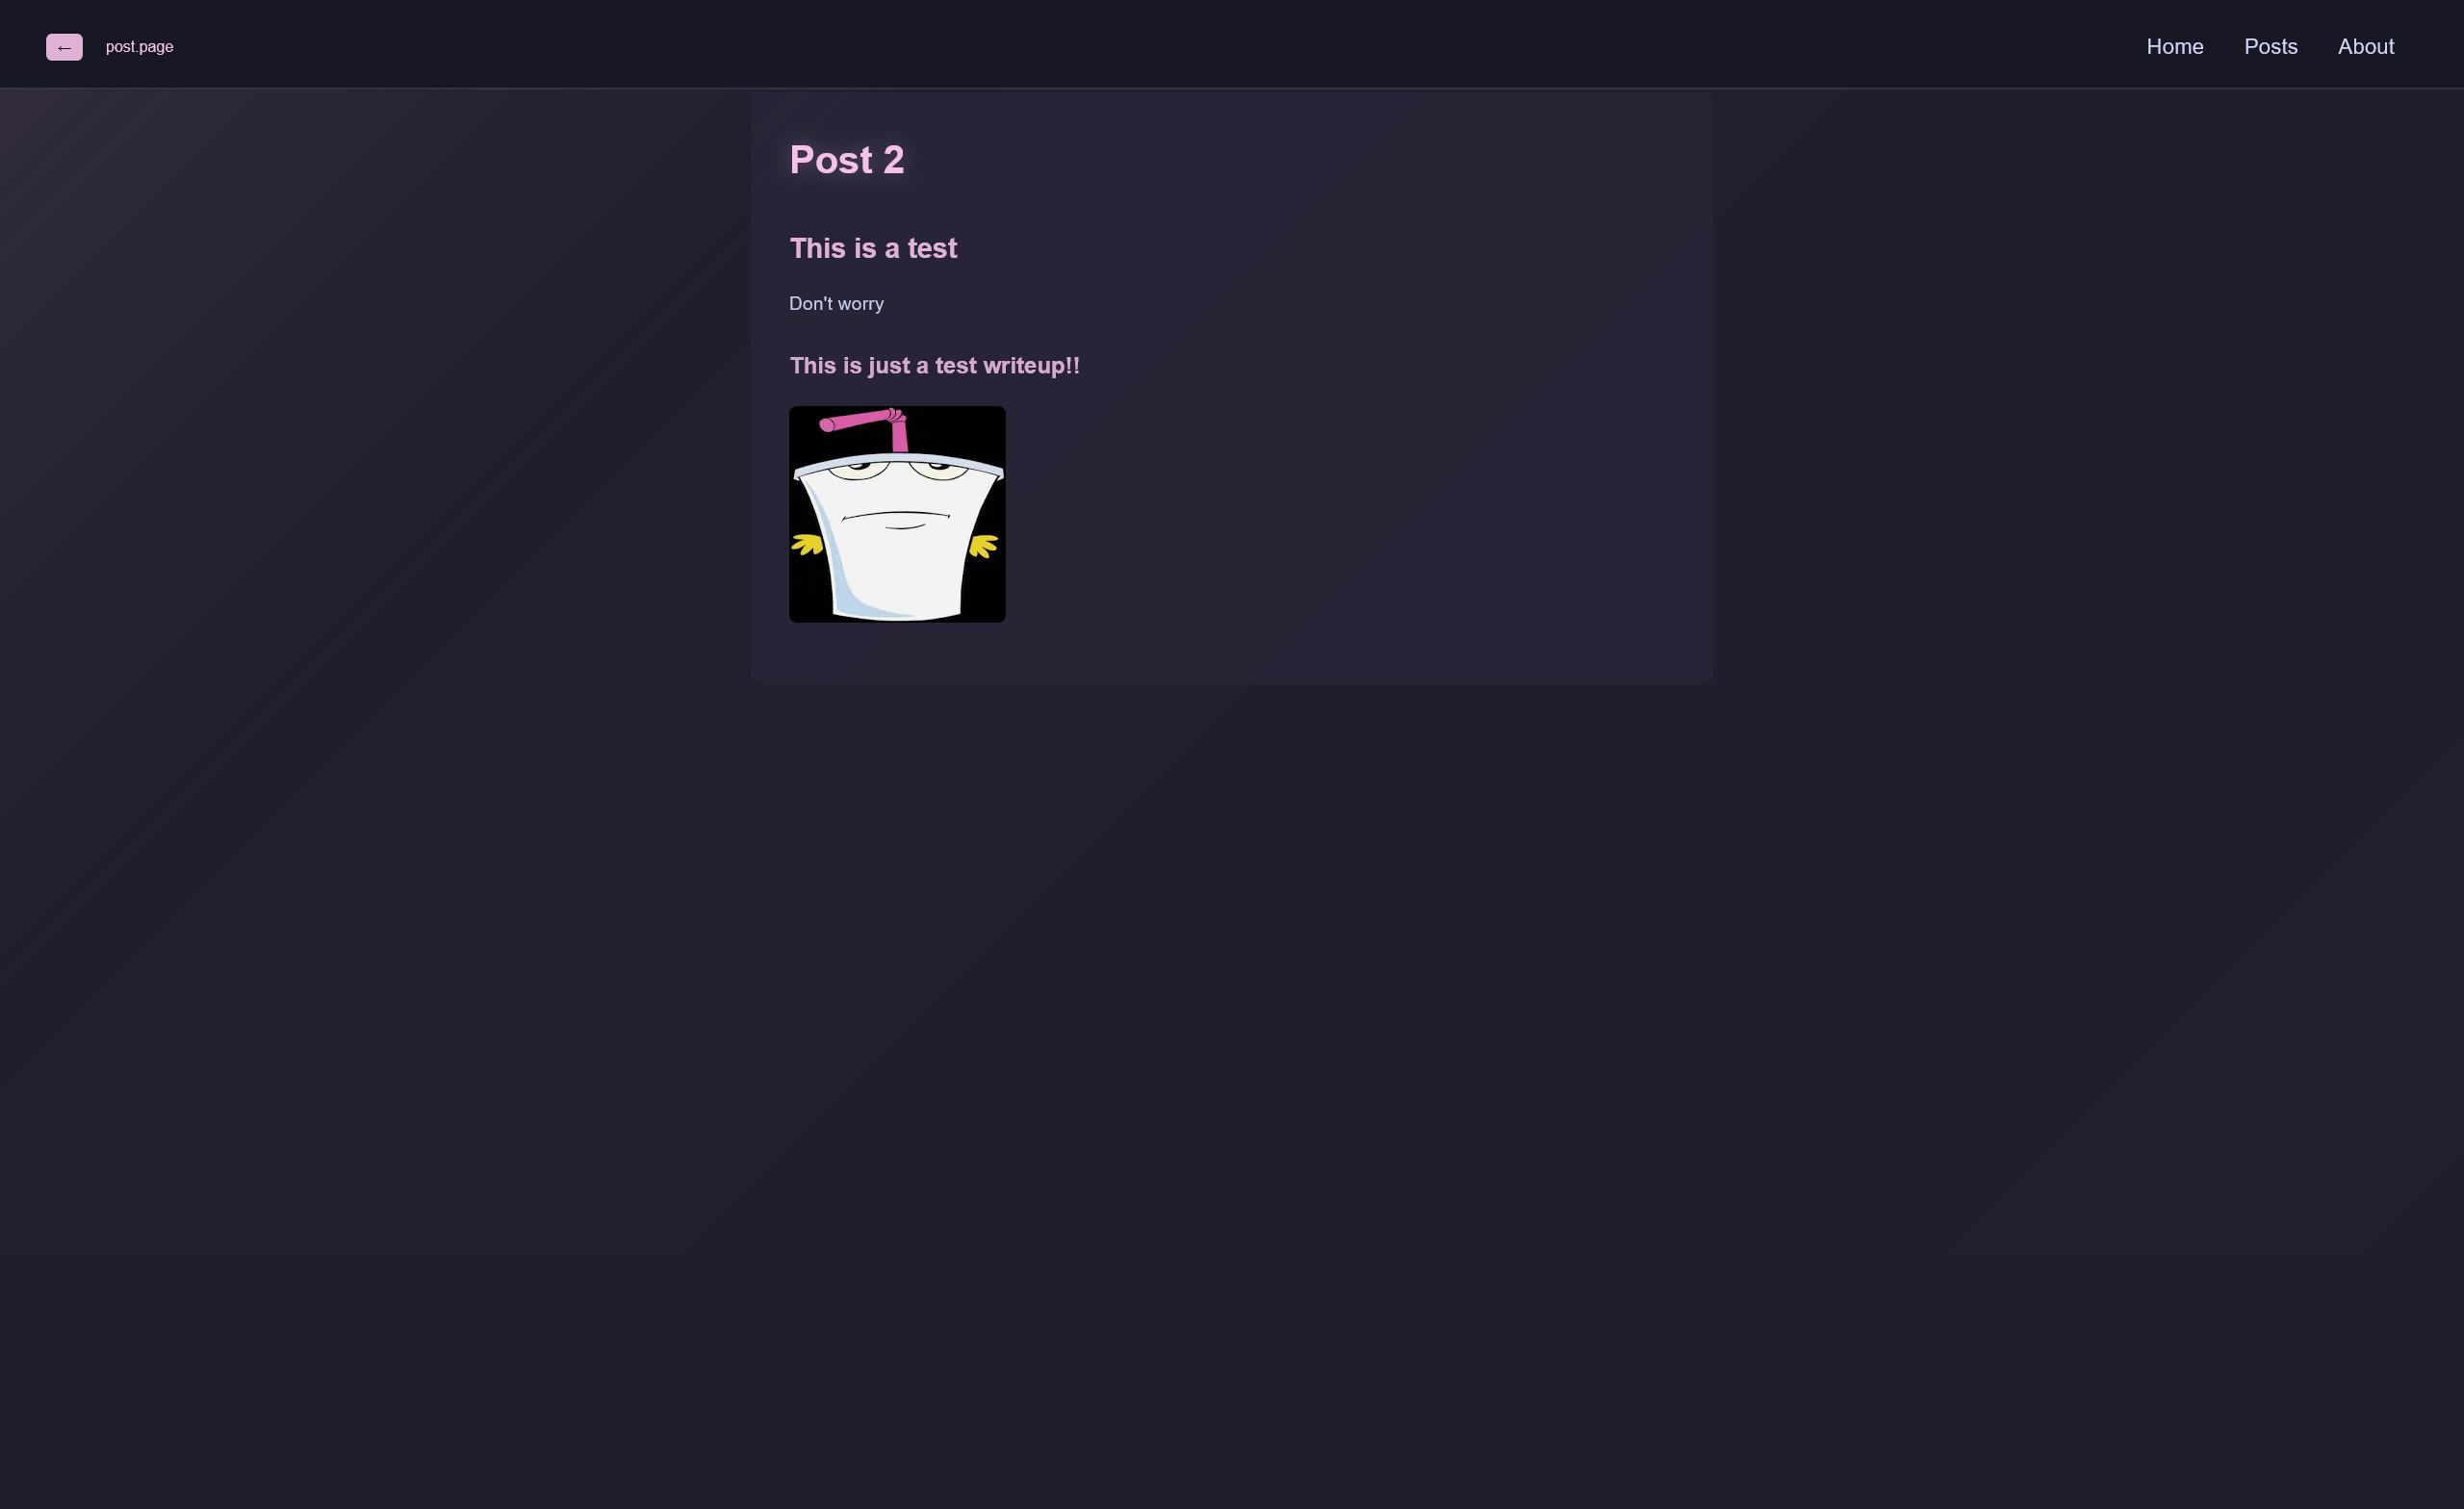 ← post.page
Home Posts About
Post 2
This is a test
Don't worry
This is just a test writeup!!